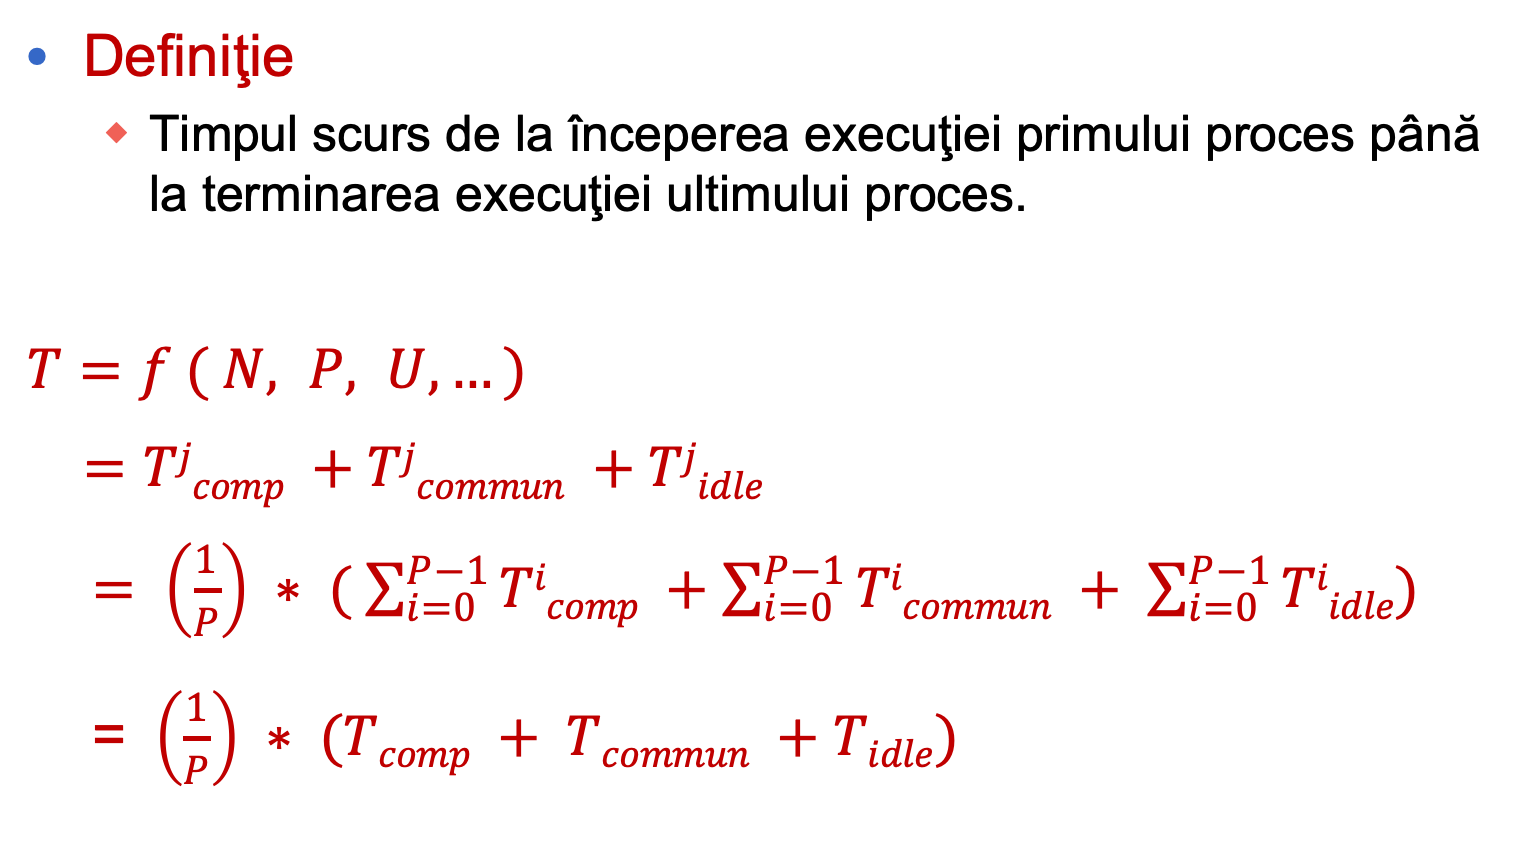 • Definiţie
◆ Timpul scurs de la începerea execuţiei primului proces până
la terminarea execuţiei ultimului proces.
T = f ( N, P, U, … )
= T^j_comp + T^j_commun + T^j_idle
= (1/P) * ( ∑_{i=0}^{P−1} T^i_comp + ∑_{i=0}^{P−1} T^i_commun + ∑_{i=0}^{P−1} T^i_idle)
= (1/P) * (T_comp + T_commun + T_idle)